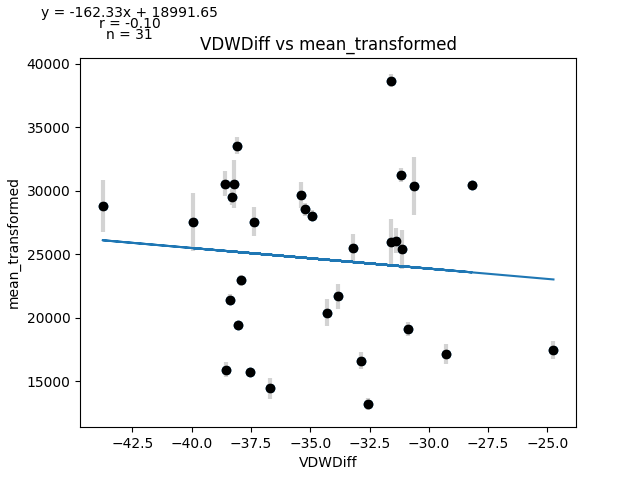 y = -162.33x + 18991.65
r = -0.10
n = 31
VDWDiff vs mean_transformed
40000
35000
30000
25000
20000
15000
mean_transformed
−42.5 −40.0 −37.5 −35.0 −32.5 −30.0 −27.5 −25.0
VDWDiff